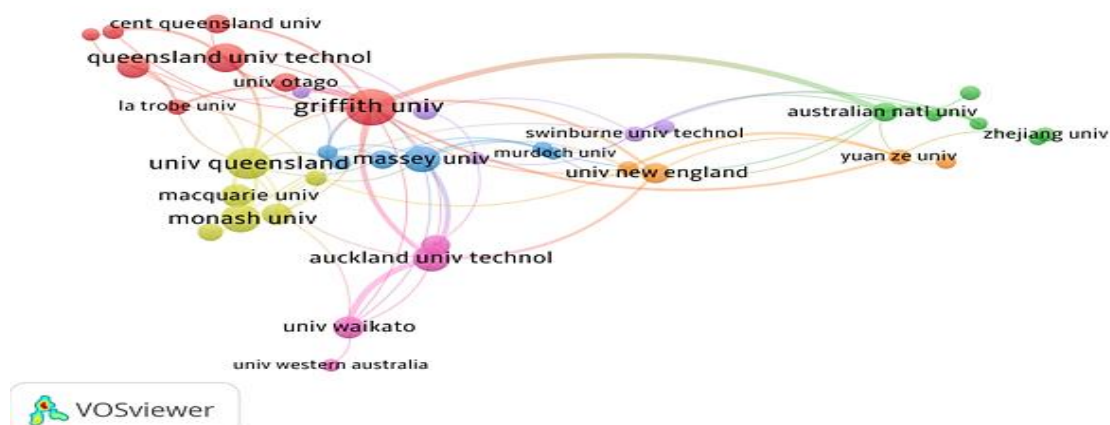 cent queensland univ
queensland univ technol
univ otago
la trobe univ
griffith univ
australian natl univ
swinburne univ technol
zhejiang univ
univ queensland
massey univ
murdoch univ
yuan ze univ
univ new england
macquarie univ
monash univ
auckland univ technol
univ waikato
univ western australia
VOSviewer